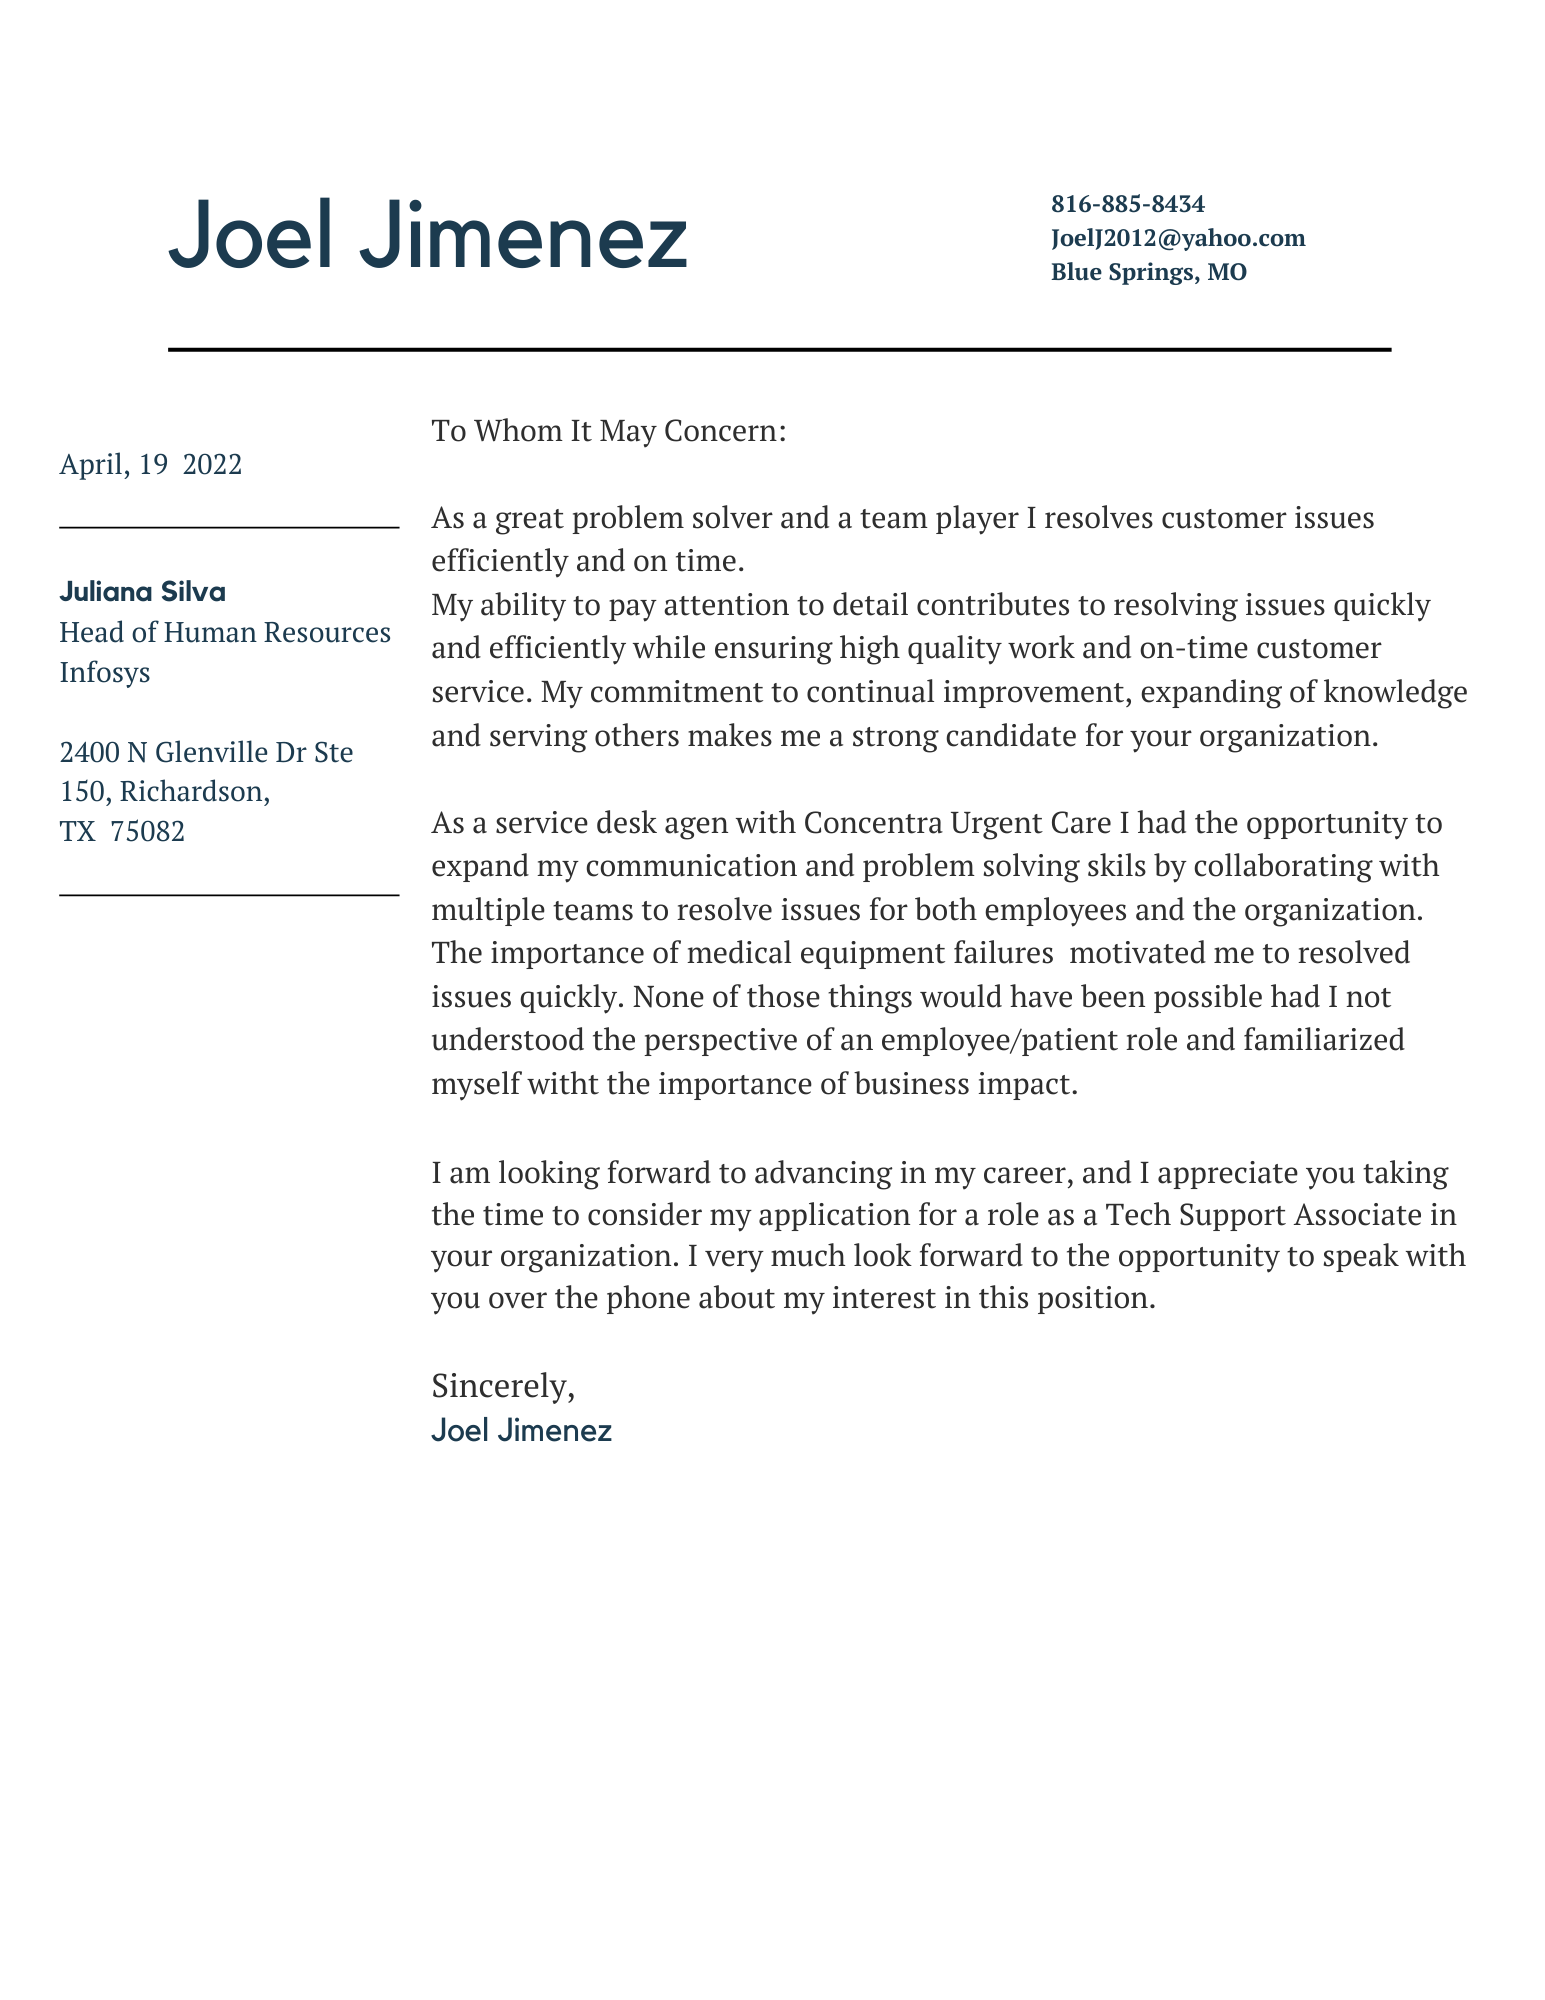 Joel Jimenez
816-885-8434
JoelJ2012@yahoo.com
Blue Springs, MO
April, 19  2022
Juliana Silva
Head of Human Resources
Infosys
2400 N Glenville Dr Ste
150, Richardson,
TX  75082
To Whom It May Concern:
As a great problem solver and a team player I resolves customer issues
efficiently and on time.
My ability to pay attention to detail contributes to resolving issues quickly
and efficiently while ensuring high quality work and on-time customer
service. My commitment to continual improvement, expanding of knowledge
and serving others makes me a strong candidate for your organization.
As a service desk agen with Concentra Urgent Care I had the opportunity to
expand my communication and problem solving skils by collaborating with
multiple teams to resolve issues for both employees and the organization.
The importance of medical equipment failures  motivated me to resolved
issues quickly. None of those things would have been possible had I not
understood the perspective of an employee/patient role and familiarized
myself witht the importance of business impact.
I am looking forward to advancing in my career, and I appreciate you taking
the time to consider my application for a role as a Tech Support Associate in
your organization. I very much look forward to the opportunity to speak with
you over the phone about my interest in this position.
Sincerely,
Joel Jimenez